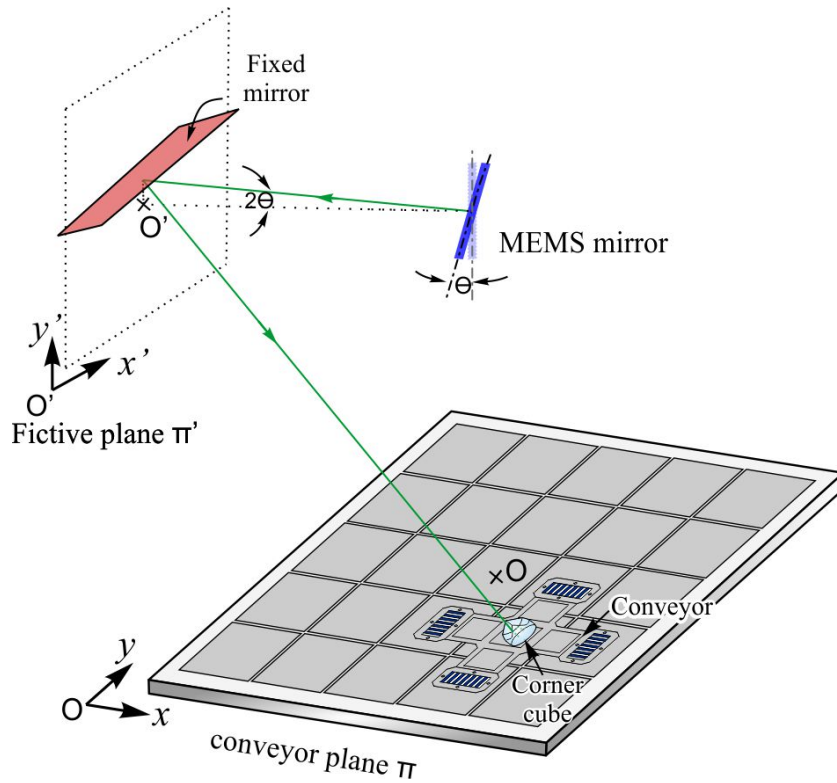 Fixed
mirror
2Θ
O'
MEMS mirror
Θ
y'
x'
O'
Fictive plane π'
×O
Conveyor
Corner
cube
y
O
x
conveyor plane π